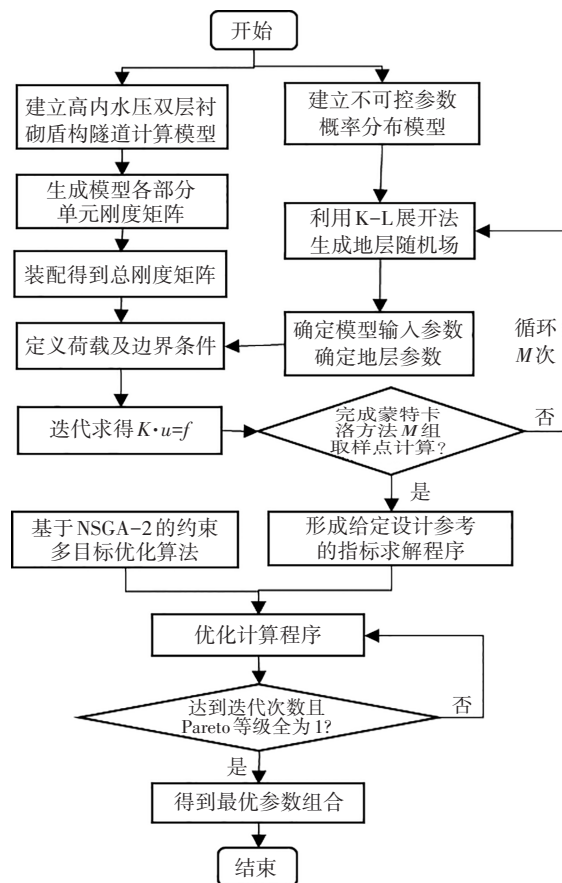 开始
建立高内水压双层衬
砌盾构隧道计算模型
建立不可控参数
概率分布模型
生成模型各部分
单元刚度矩阵
利用K-L展开法
生成地层随机场
装配得到总刚度矩阵
定义荷载及边界条件
确定模型输入参数
确定地层参数
循环
M次
迭代求得K·u=f
完成蒙特卡
洛方法M组
取样点计算?
否
是
基于NSGA-2的约束
多目标优化算法
形成给定设计参考
的指标求解程序
优化计算程序
达到迭代次数且
Pareto等级全为1?
否
是
得到最优参数组合
结束